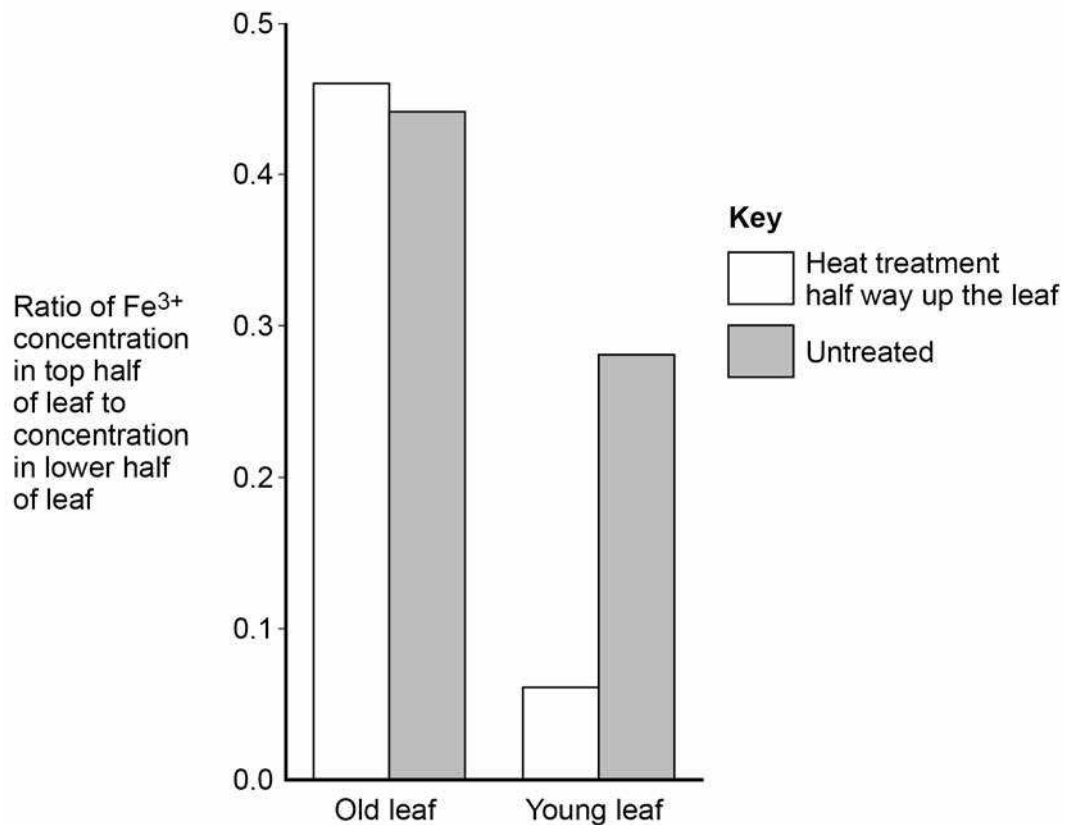 0.5
0.4
0.3
0.2
0.1
0.0
Ratio of Fe³⁺
concentration
in top half
of leaf to
concentration
in lower half
of leaf
Old leaf
Young leaf
Key
Heat treatment
half way up the leaf
Untreated